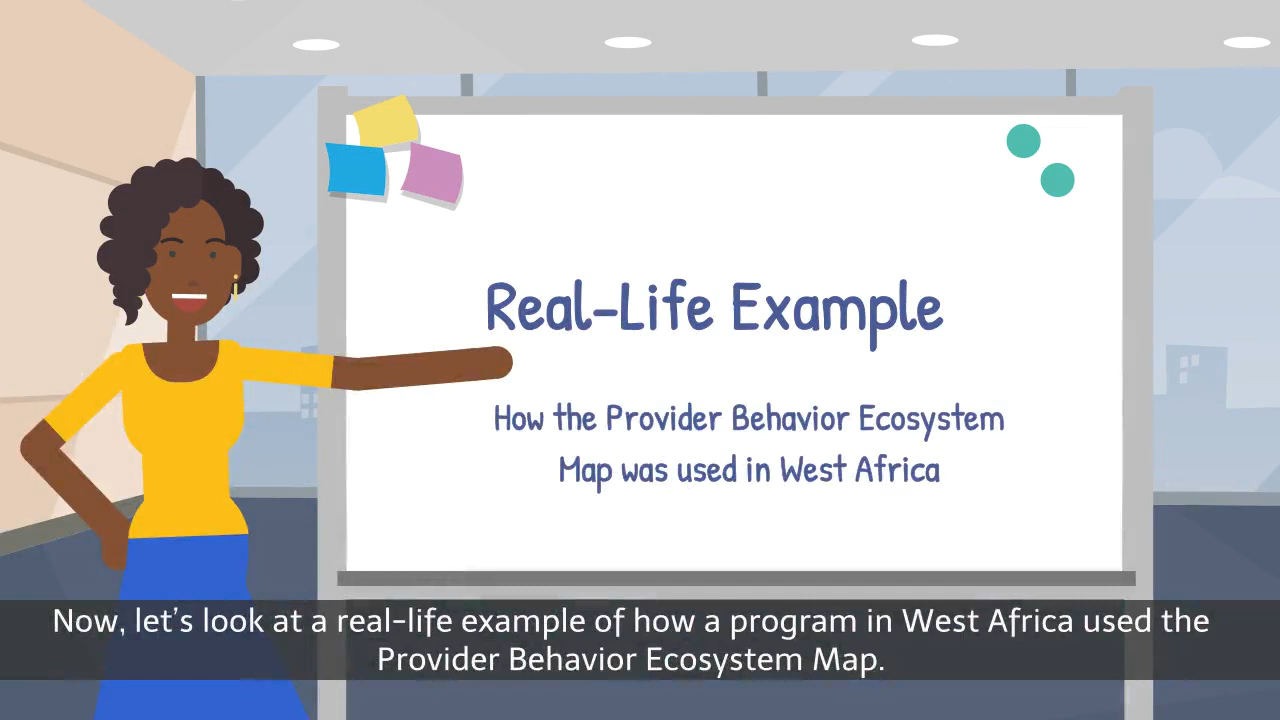 Real-Life Example
How the Provider Behavior Ecosystem
Map was used in West Africa
Now, let’s look at a real-life example of how a program in West Africa used the
Provider Behavior Ecosystem Map.